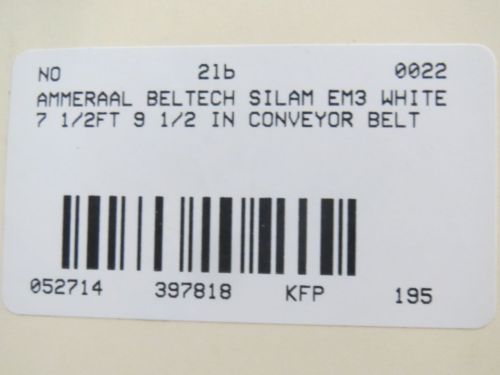 NO 2lb 0022
AMMERAAL BELTECH SILAM EM3 WHITE
7 1/2FT 9 1/2 IN CONVEYOR BELT
052714 397818 KFP 195